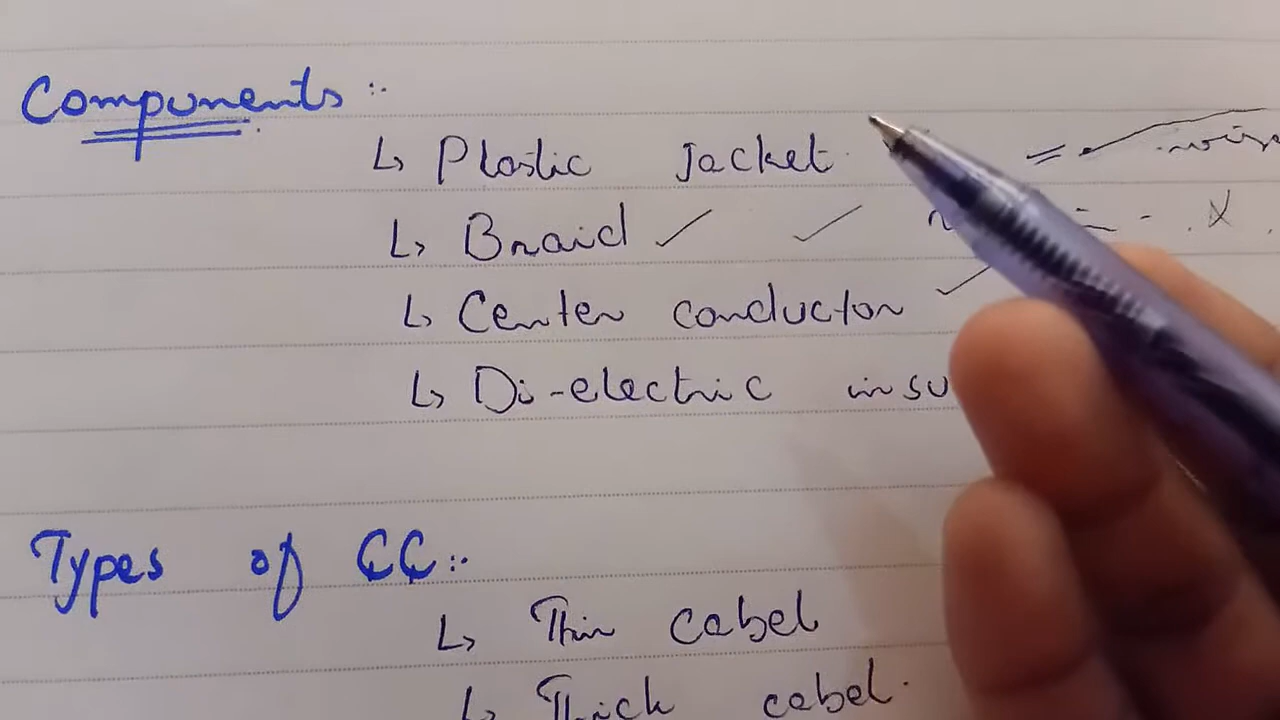 Components :-
↳ Plastic Jacket
↳ Braid ✓ ✓
↳ Center conductor ✓
↳ Di-electric insu
Types of CC :-
↳ Thin cabel
↳ Thick cabel.